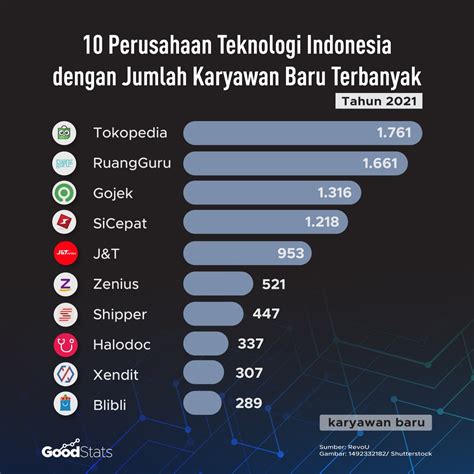 10 Perusahaan Teknologi Indonesia
dengan Jumlah Karyawan Baru Terbanyak
Tahun 2021
Tokopedia 1.761
RuangGuru 1.661
Gojek 1.316
SiCepat 1.218
J&T 953
Zenius 521
Shipper 447
Halodoc 337
Xendit 307
Blibli 289
karyawan baru
GoodStats
Sumber: RevoU
Gambar: 1492332182/ Shutterstock